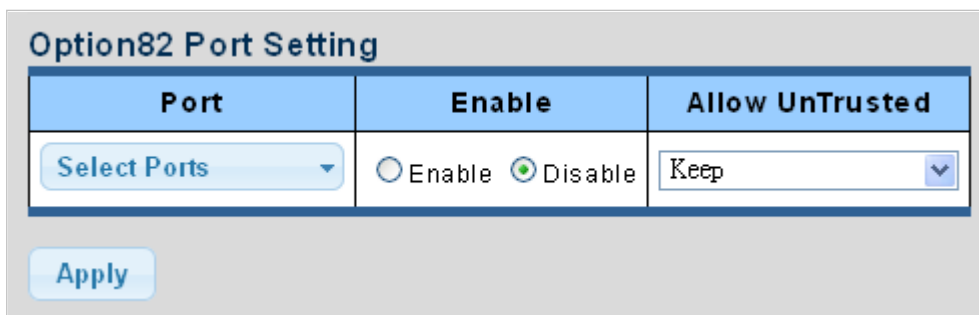 Option82 Port Setting
Port Enable Allow UnTrusted
Select Ports Enable Disable Keep
Apply